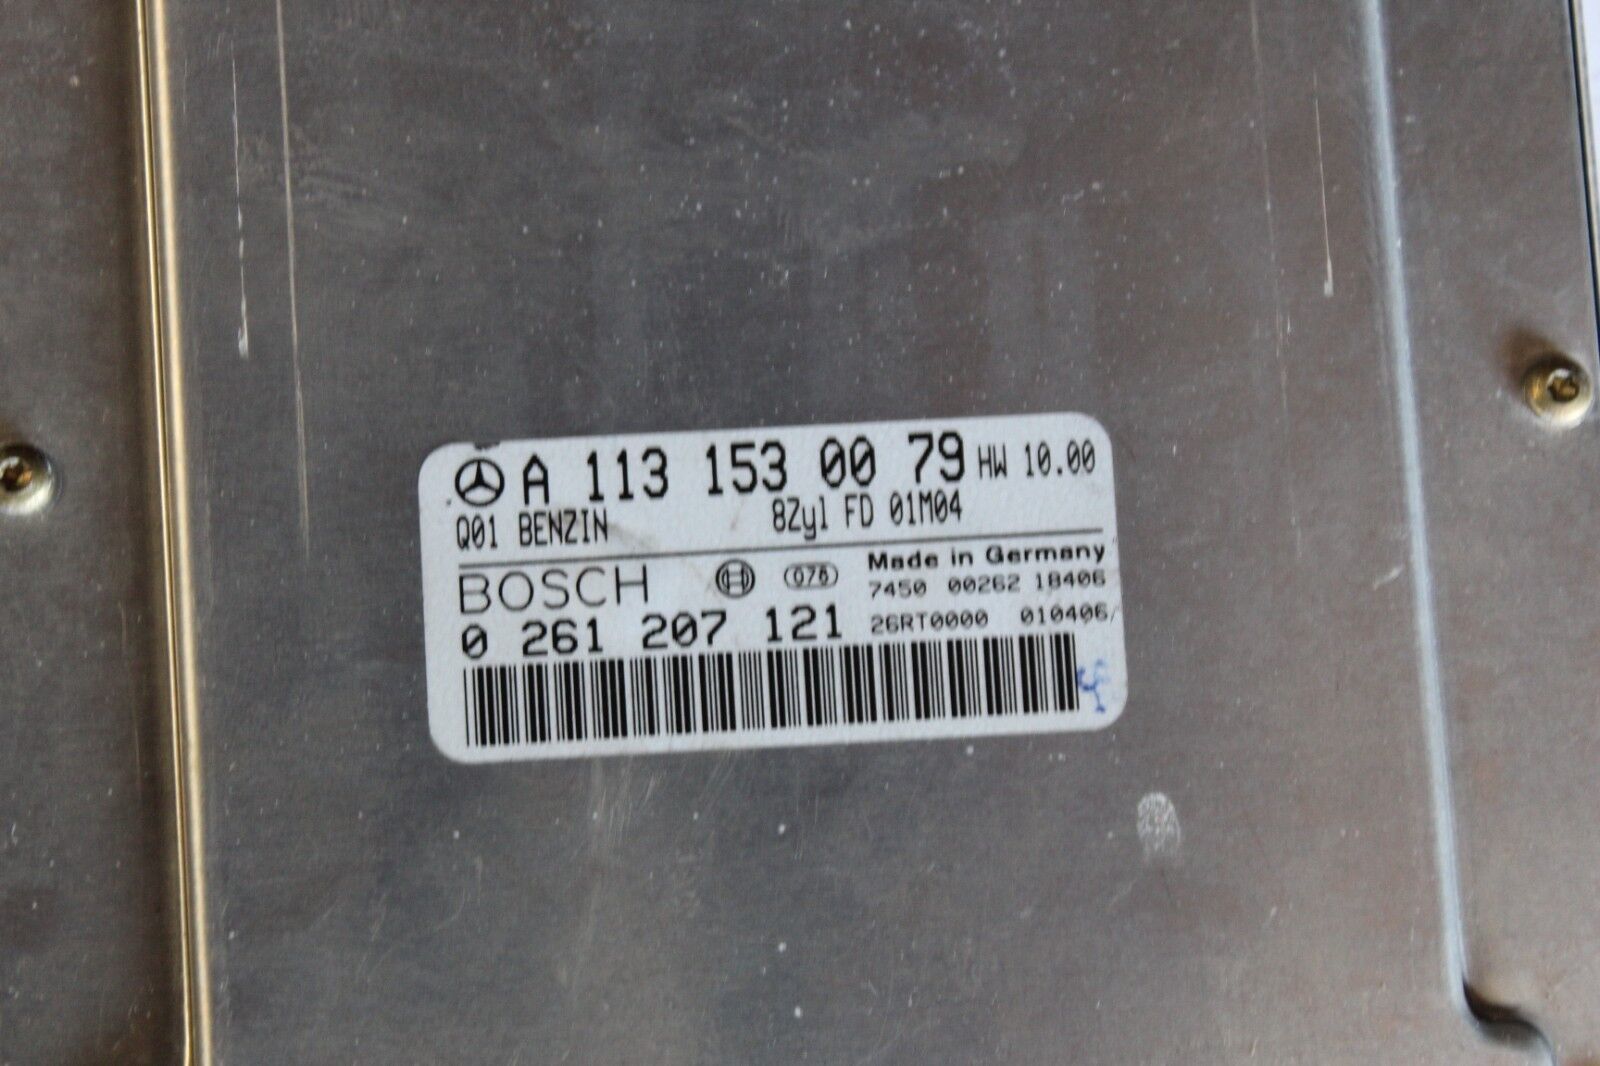 A 113 153 00 79 HW 10.00
Q01 BENZIN 8Zyl FD 01M04
BOSCH 076 Made in Germany
7450 00262 18406
0 261 207 121 26RT0000 010406